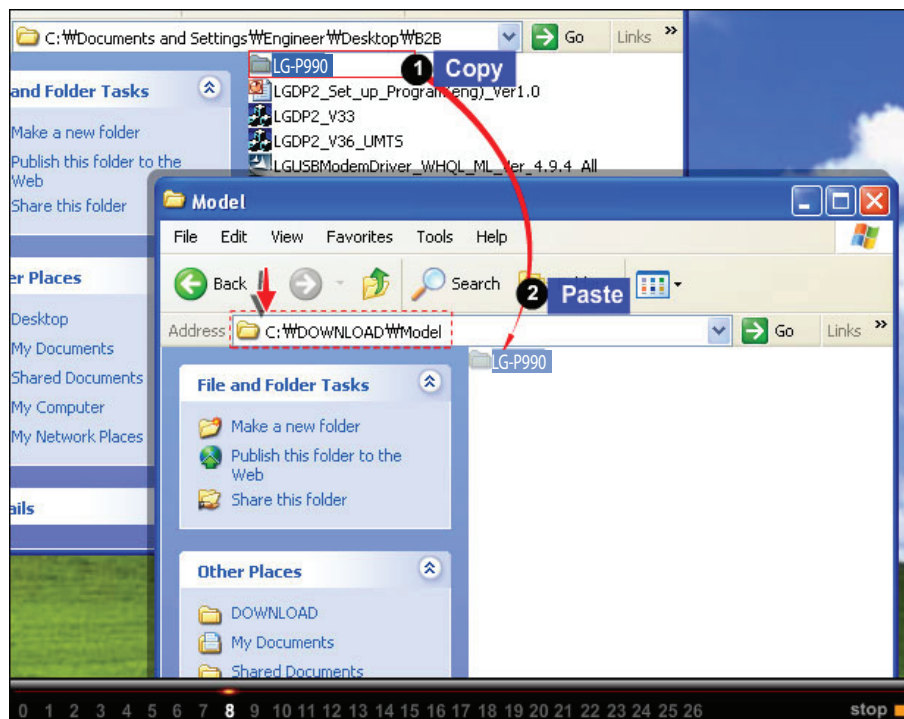 C:₩Documents and Settings₩Engineer₩Desktop₩B2B Go Links »
LG-P990
1 Copy
and Folder Tasks
LGDP2_Set_up_Program(eng)_Ver1.0
LGDP2_V33
Make a new folder
LGDP2_V36_UMTS
Publish this folder to the
Web
LGUSBModemDriver_WHQL_ML_Ver_4.9.4_All
Share this folder
er Places
Desktop
My Documents
Shared Documents
My Computer
My Network Places
ails
Model
File Edit View Favorites Tools Help
Back Search
2 Paste
Address C:₩DOWNLOAD₩Model Go Links »
LG-P990
File and Folder Tasks
Make a new folder
Publish this folder to the
Web
Share this folder
Other Places
DOWNLOAD
My Documents
Shared Documents
0 1 2 3 4 5 6 7 8 9 10 11 12 13 14 15 16 17 18 19 20 21 22 23 24 25 26 stop